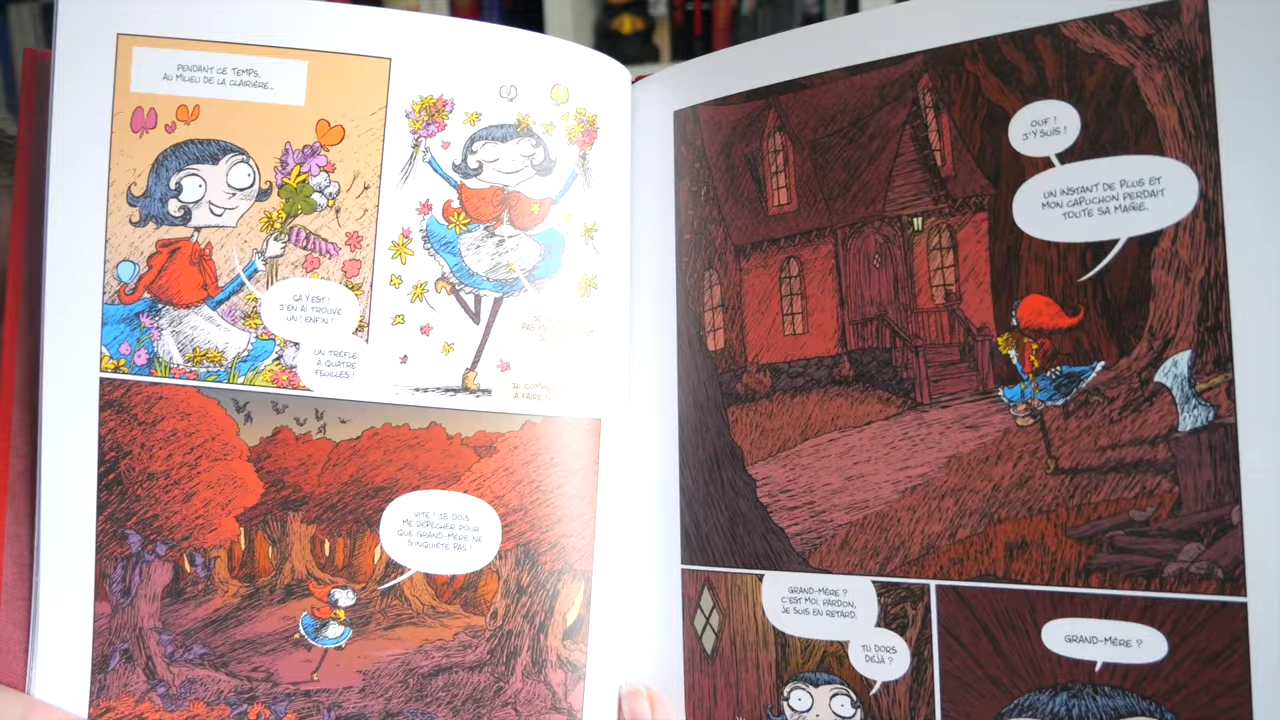 PENDANT CE TEMPS,
AU MILIEU DE LA CLAIRIÈRE...
ÇA Y EST !
J'EN AI TROUVÉ
UN ! ENFIN !
UN TRÈFLE
À QUATRE
FEUILLES !
À FAIRE
VITE ! JE DOIS
ME DÉPÊCHER POUR
QUE GRAND-MÈRE NE
S'INQUIÈTE PAS !
OUF !
J'Y SUIS !
UN INSTANT DE PLUS ET
MON CAPUCHON PERDAIT
TOUTE SA MAGIE.
GRAND-MÈRE ?
C'EST MOI, PARDON,
JE SUIS EN RETARD.
TU DORS
DÉJÀ ?
GRAND-MÈRE ?